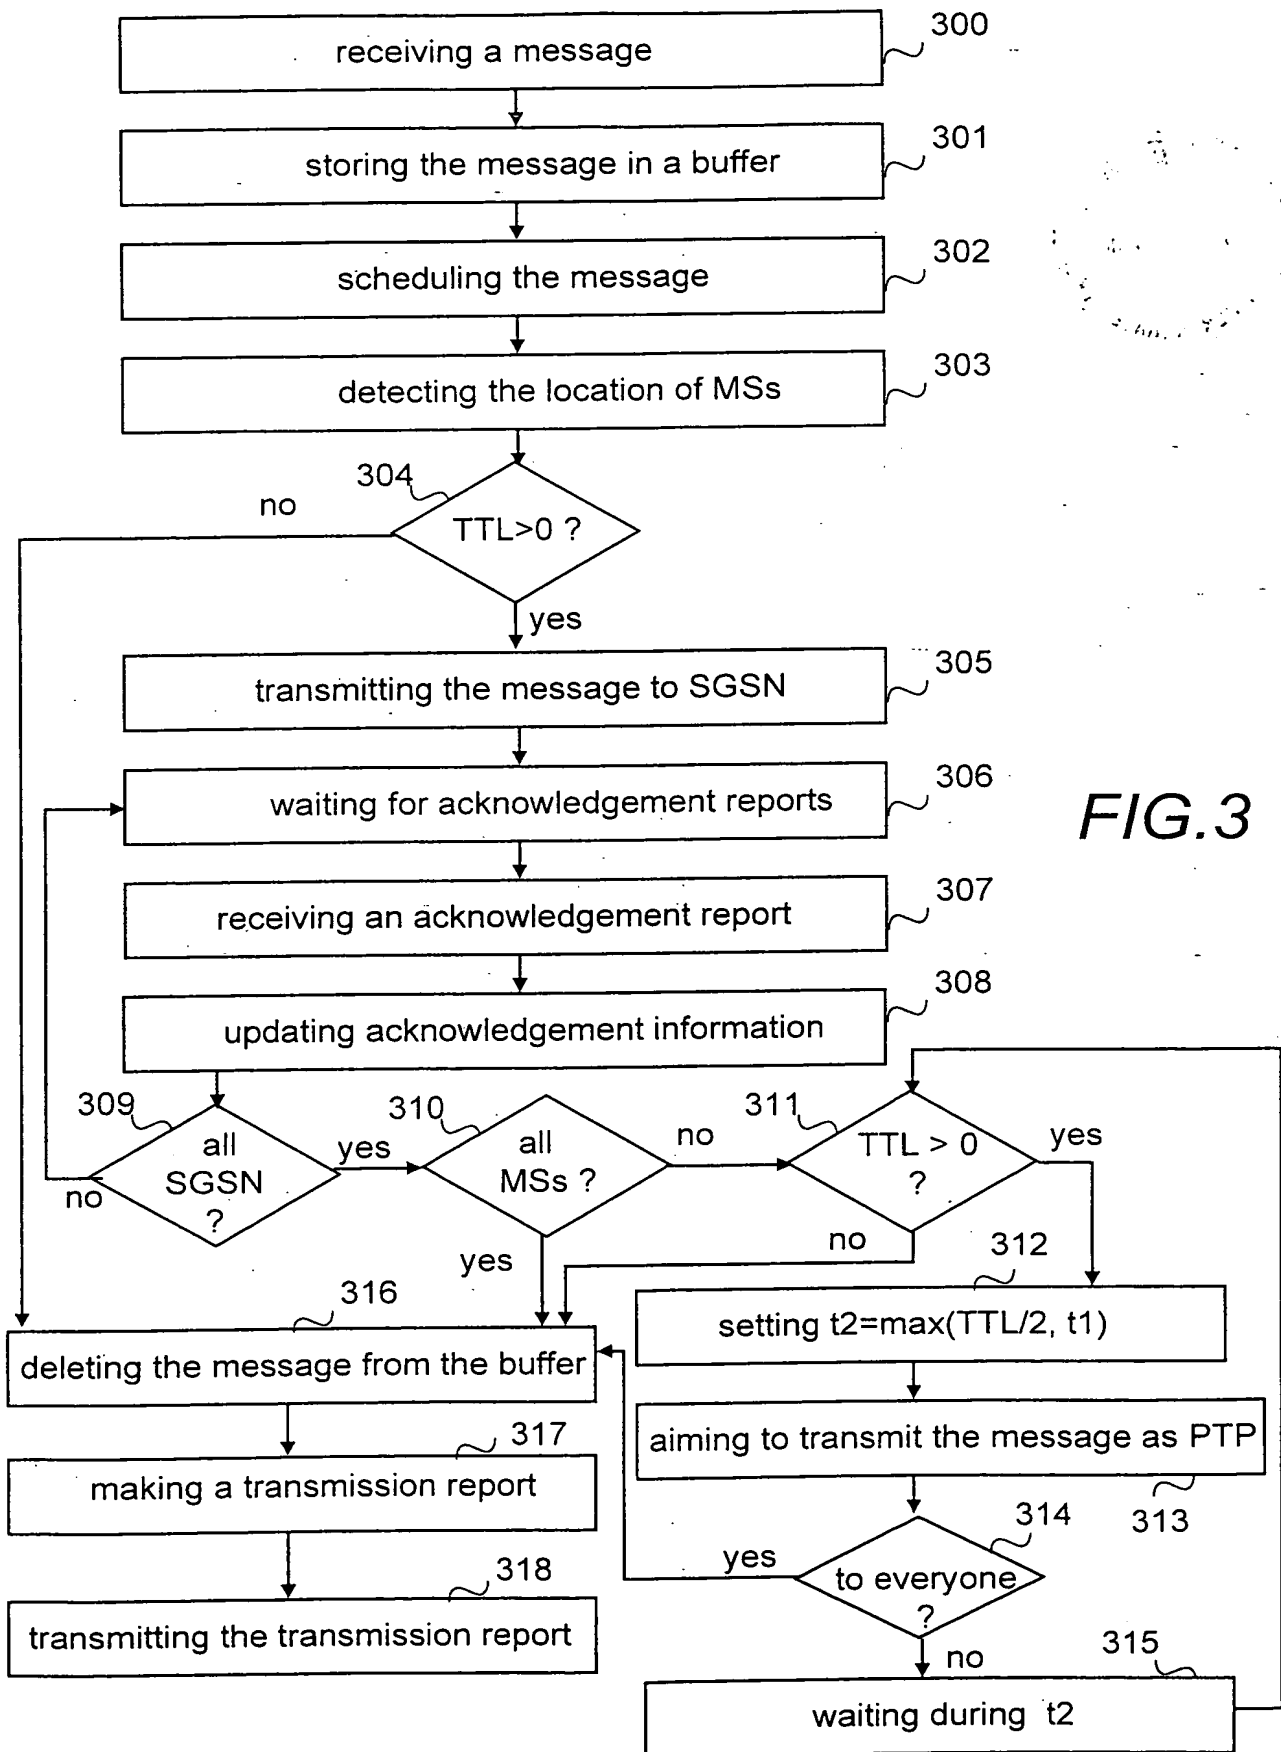 300
receiving a message
301
storing the message in a buffer
302
scheduling the message
303
detecting the location of MSs
304
no
TTL>0 ?
yes
305
transmitting the message to SGSN
306
waiting for acknowledgement reports
FIG.3
307
receiving an acknowledgement report
308
updating acknowledgement information
309
all
SGSN
?
no
yes
310
all
MSs ?
no
yes
311
TTL > 0
?
yes
no
312
setting t2=max(TTL/2, t1)
316
deleting the message from the buffer
aiming to transmit the message as PTP
313
317
making a transmission report
314
to everyone
?
yes
no
318
transmitting the transmission report
315
waiting during t2